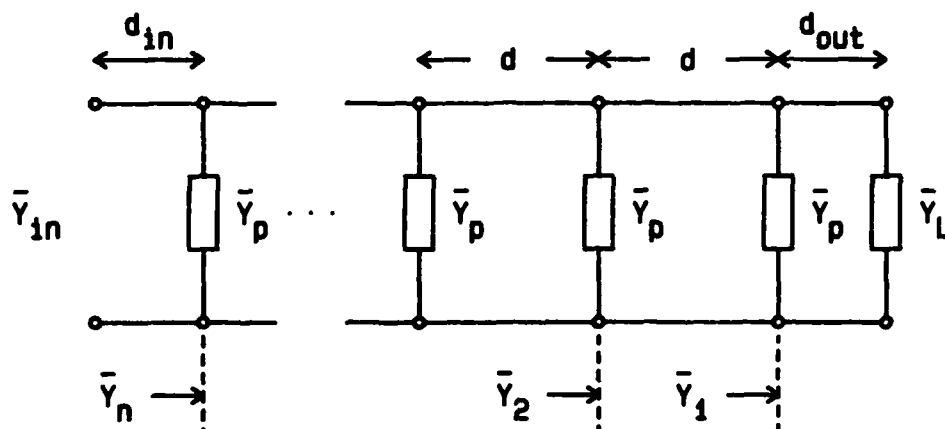 d_in d d d_out
Ȳ_in Ȳ_p ··· Ȳ_p Ȳ_p Ȳ_p Ȳ_L
Ȳ_n Ȳ_2 Ȳ_1